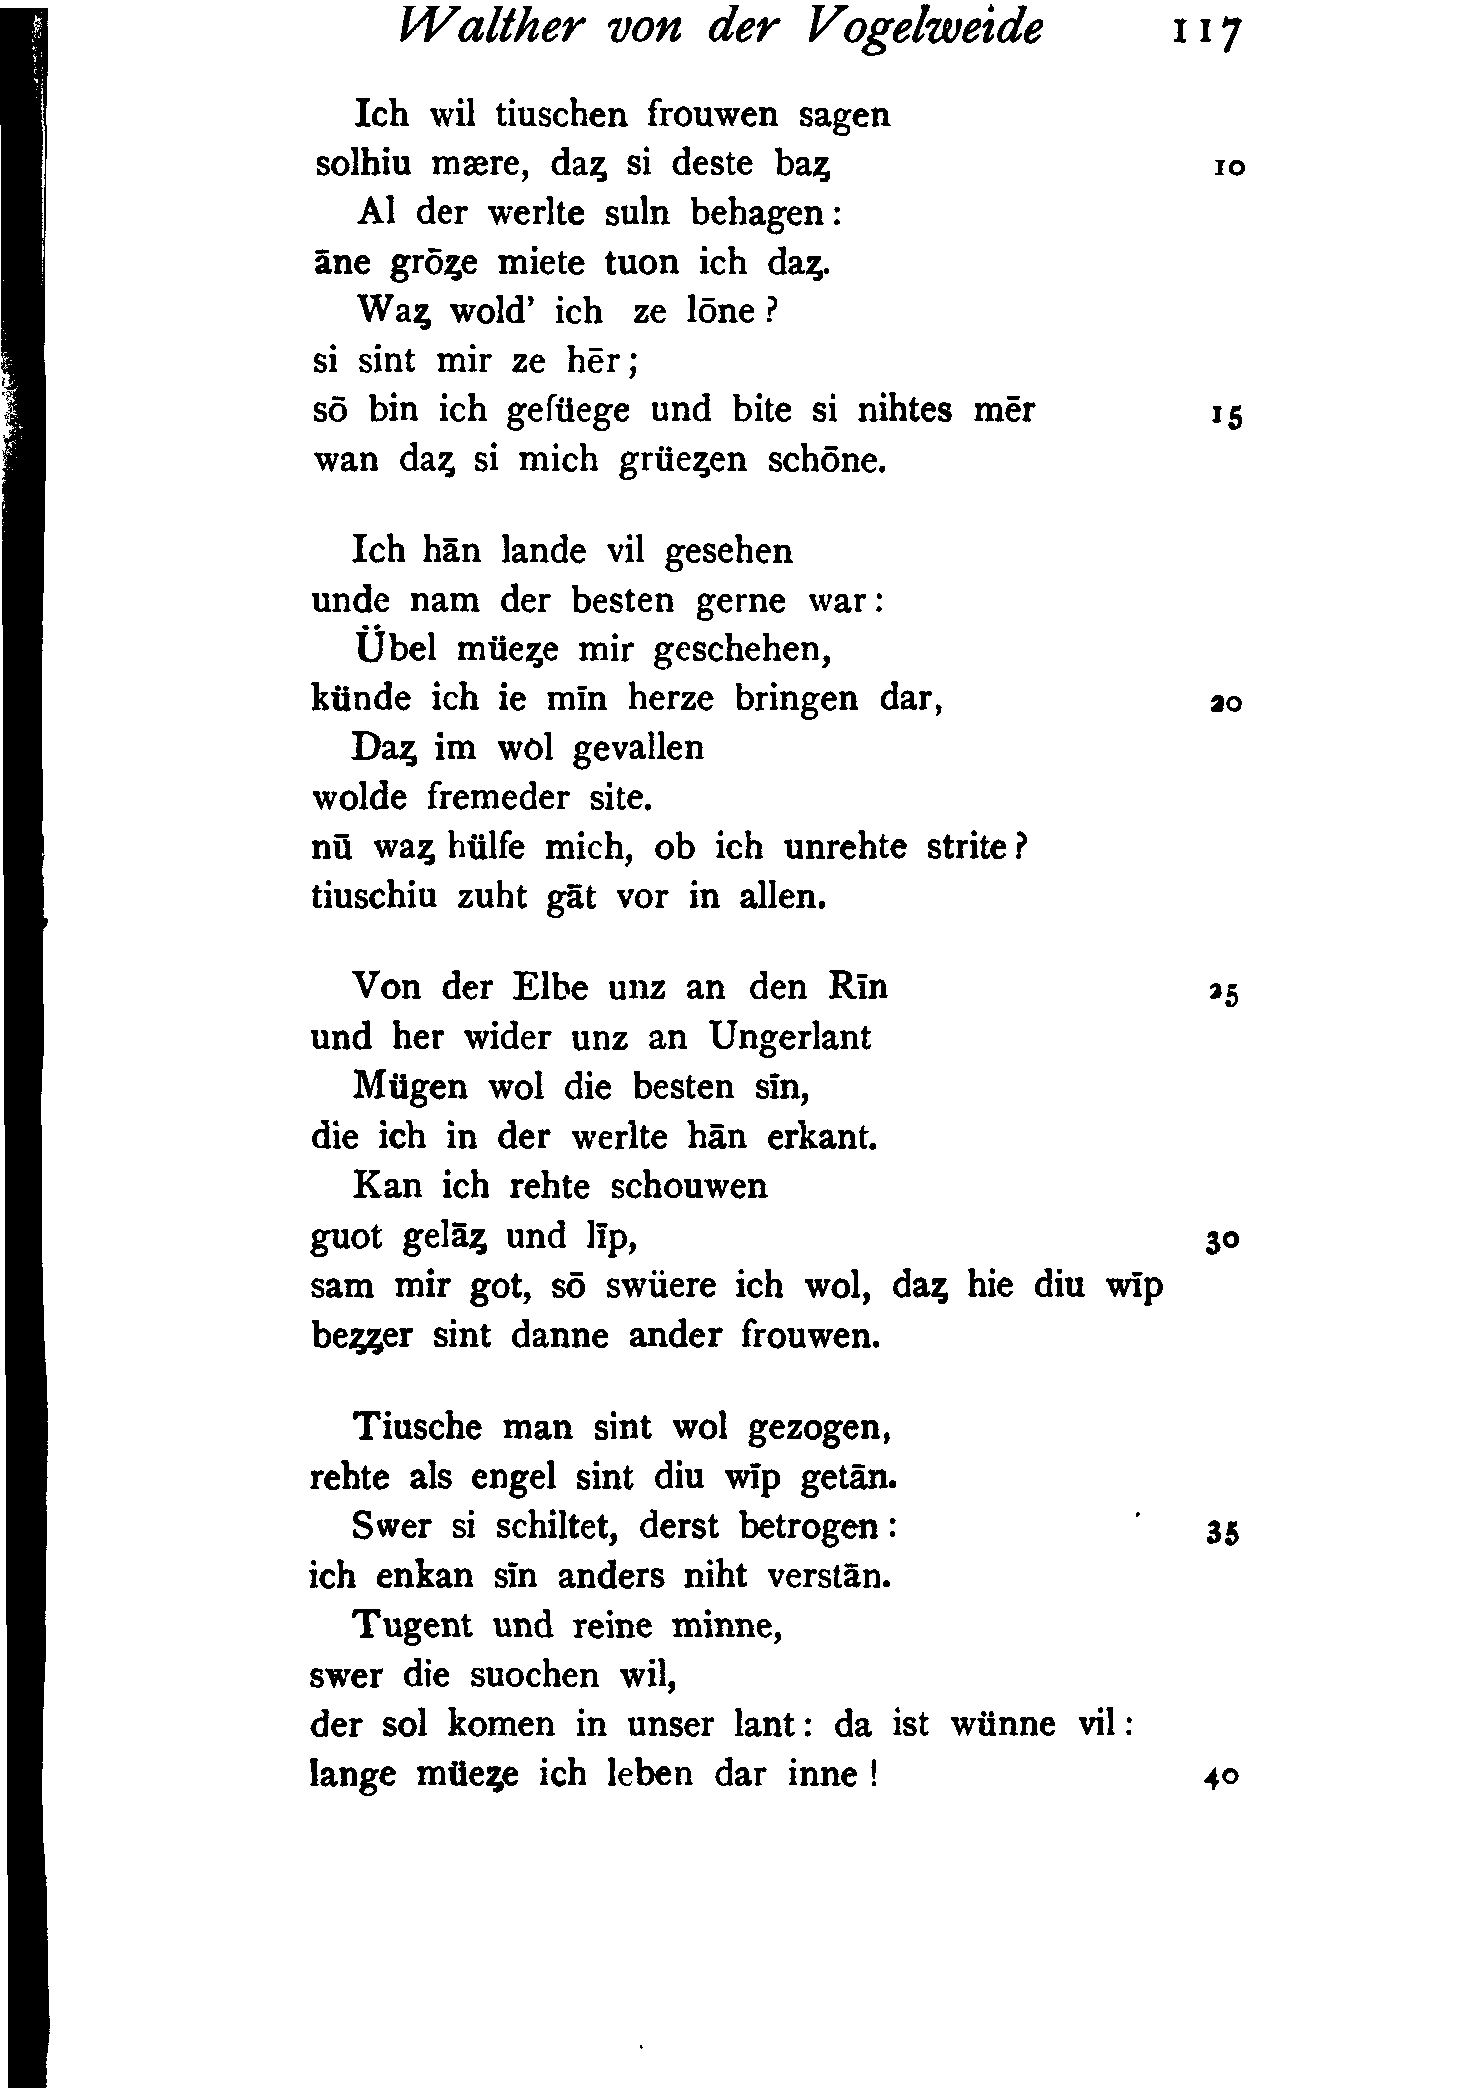 Walther von der Vogelweide 117
Ich wil tiuschen frouwen sagen
solhiu mære, daȥ si deste baȥ 10
Al der werlte suln behagen:
āne grōȥe miete tuon ich daȥ.
Waȥ wold' ich ze lōne?
si sint mir ze hēr;
sō bin ich gefüege und bite si nihtes mēr 15
wan daȥ si mich grüeȥen schōne.
Ich hān lande vil gesehen
unde nam der besten gerne war:
Übel müeȥe mir geschehen,
künde ich ie mīn herze bringen dar, 20
Daȥ im wol gevallen
wolde fremeder site.
nū waȥ hülfe mich, ob ich unrehte strite?
tiuschiu zuht gāt vor in allen.
Von der Elbe unz an den Rīn 25
und her wider unz an Ungerlant
Mügen wol die besten sīn,
die ich in der werlte hān erkant.
Kan ich rehte schouwen
guot gelāȥ und līp, 30
sam mir got, sō swüere ich wol, daȥ hie diu wīp
beȥȥer sint danne ander frouwen.
Tiusche man sint wol gezogen,
rehte als engel sint diu wīp getān.
Swer si schiltet, derst betrogen: 35
ich enkan sīn anders niht verstān.
Tugent und reine minne,
swer die suochen wil,
der sol komen in unser lant: da ist wünne vil:
lange müeȥe ich leben dar inne! 40